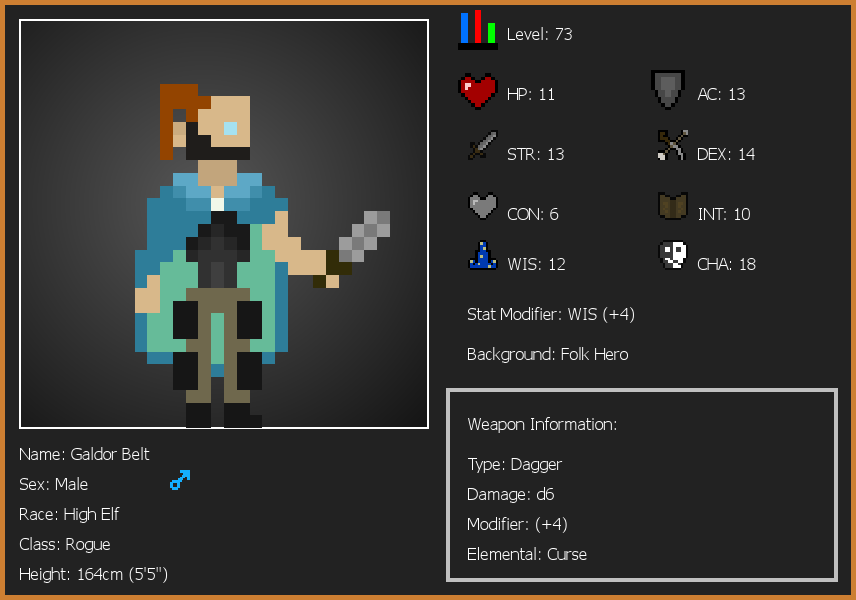 Level: 73
HP: 11
AC: 13
STR: 13
DEX: 14
CON: 6
INT: 10
WIS: 12
CHA: 18
Stat Modifier: WIS (+4)
Background: Folk Hero
Weapon Information:
Type: Dagger
Damage: d6
Modifier: (+4)
Elemental: Curse
Name: Galdor Belt
Sex: Male
Race: High Elf
Class: Rogue
Height: 164cm (5'5")